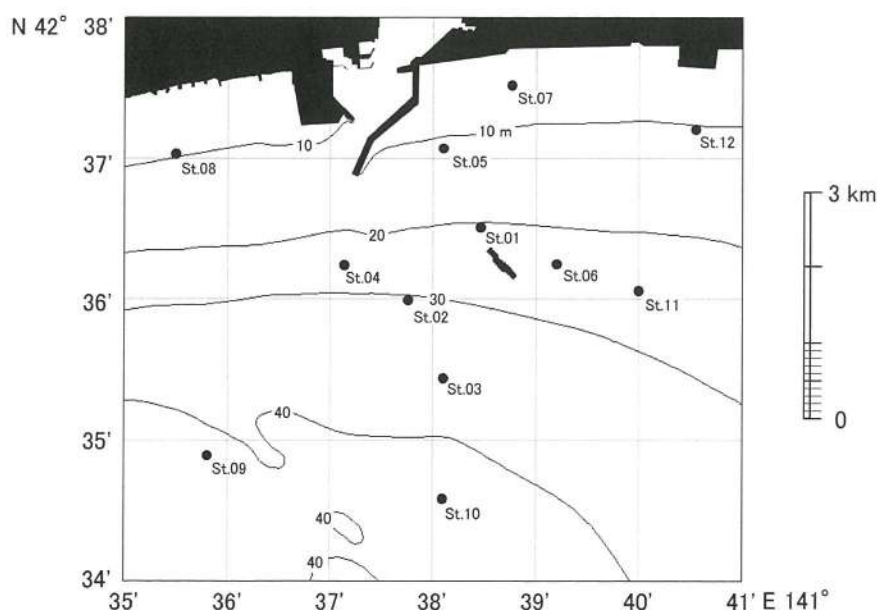 N 42° 38'
St.07
10 m
St.12
10
St.05
37'
St.08
3 km
20
St.01
St.04
St.06
St.11
36'
30
St.02
St.03
0
40
35'
St.09
St.10
40
40
34'
35' 36' 37' 38' 39' 40' 41' E 141°